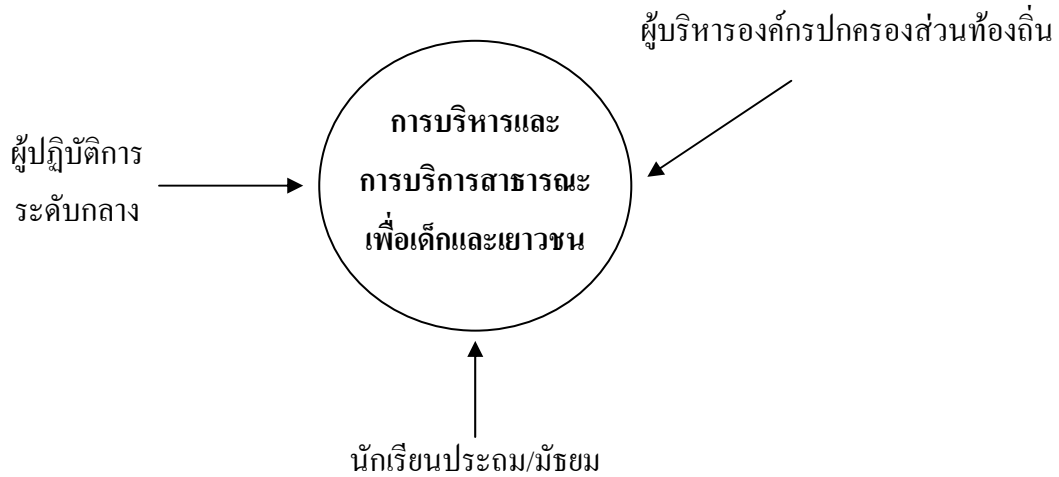 ผู้บริหารองค์กรปกครองส่วนท้องถิ่น
การบริหารและ
การบริการสาธารณะ
เพื่อเด็กและเยาวชน
ผู้ปฏิบัติการ
ระดับกลาง
นักเรียนประถม/มัธยม